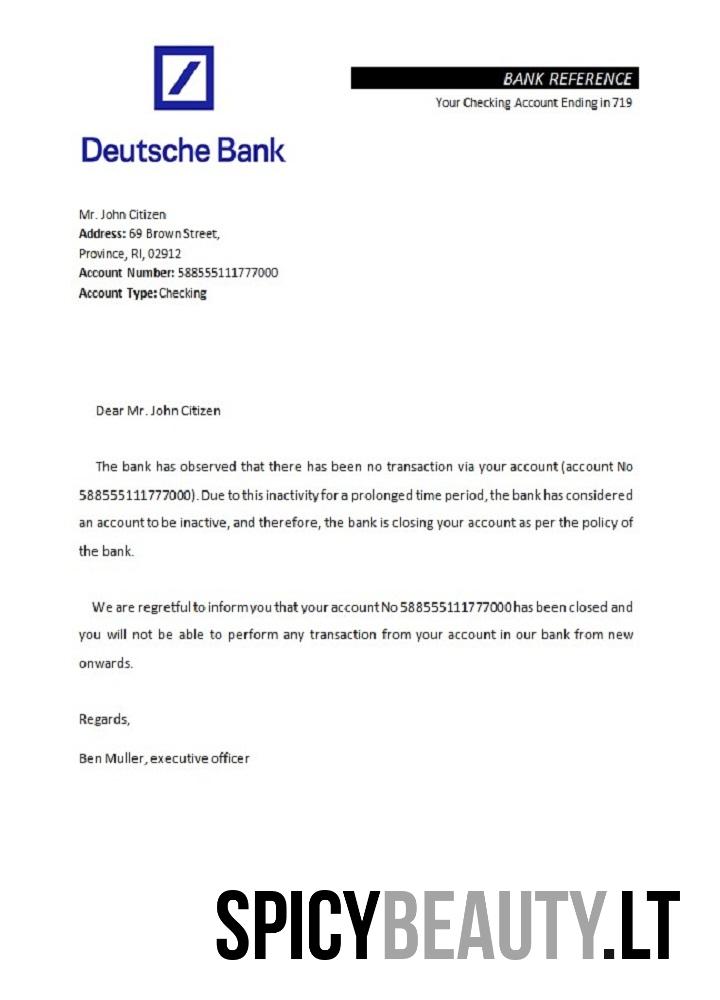 BANK REFERENCE
Your Checking Account Ending in 719
Deutsche Bank
Mr. John Citizen
Address: 69 Brown Street,
Province, RI, 02912
Account Number: 588555111777000
Account Type: Checking
Dear Mr. John Citizen
The bank has observed that there has been no transaction via your account (account No
588555111777000). Due to this inactivity for a prolonged time period, the bank has considered
an account to be inactive, and therefore, the bank is closing your account as per the policy of
the bank.
We are regretful to inform you that your account No 588555111777000 has been closed and
you will not be able to perform any transaction from your account in our bank from new
onwards.
Regards,
Ben Muller, executive officer
SPICYBEAUTY.LT